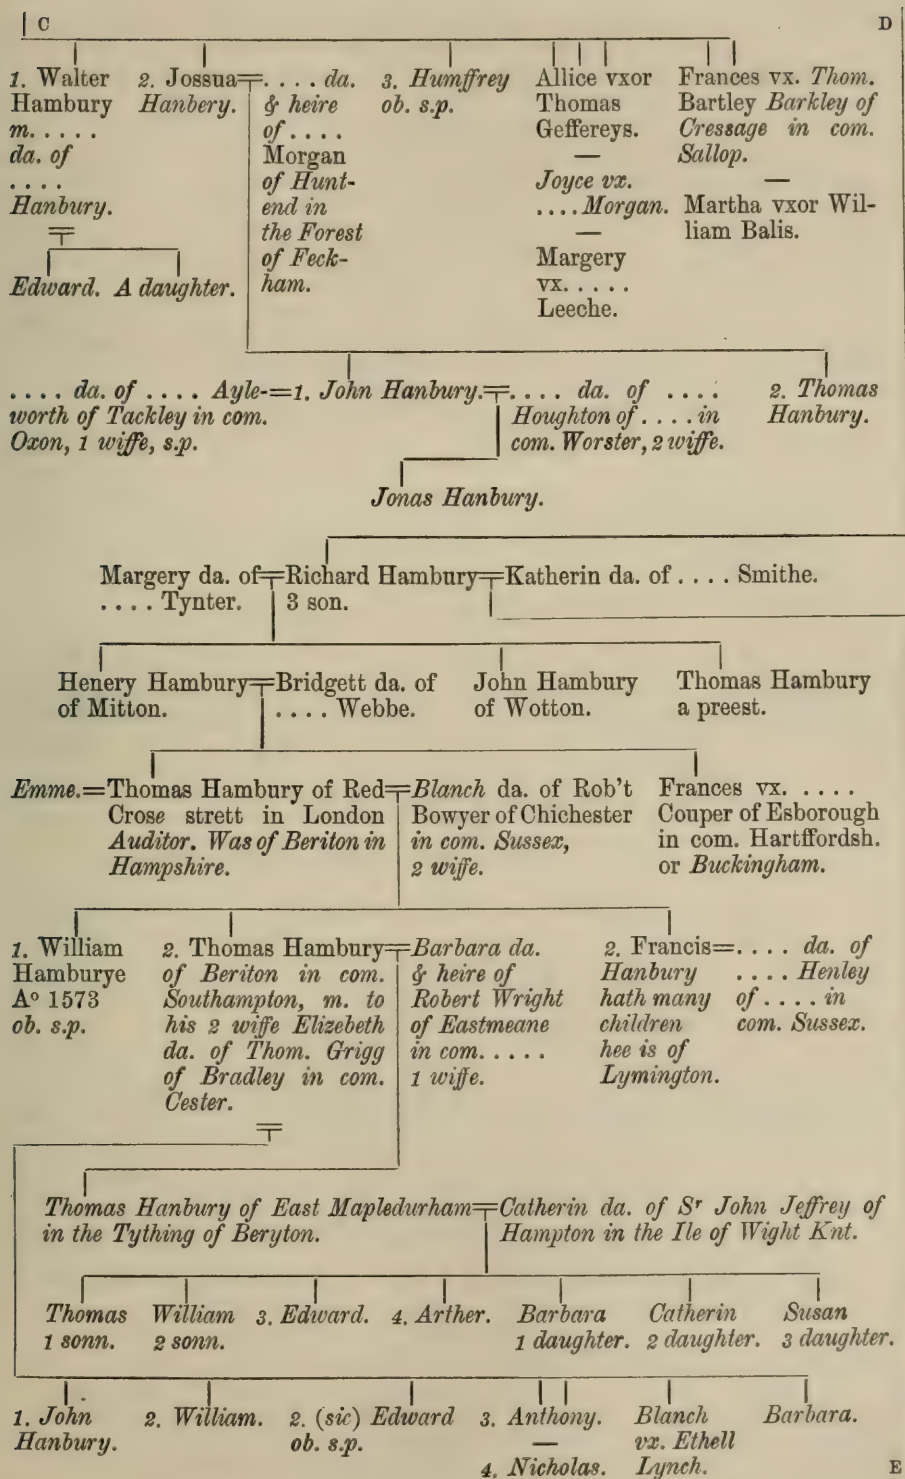 C
D
1. Walter
Hambury
m. . . . .
da. of
. . . .
Hanbury.
2. Jossua
Hanbery.
. . . . da.
& heire
of . . . .
Morgan
of Hunt-
end in
the Forest
of Feck-
ham.
3. Humffrey
ob. s.p.
Allice vxor
Thomas
Geffereys.
—
Joyce vx.
. . . . Morgan.
—
Margery
vx. . . . .
Leeche.
Frances vx. Thom.
Bartley Barkley of
Cressage in com.
Sallop.
—
Martha vxor Wil-
liam Balis.
Edward. A daughter.
. . . . da. of . . . . Ayle-
worth of Tackley in com.
Oxon, 1 wiffe, s.p.
1. John Hanbury.
. . . . da. of . . . .
Houghton of . . . . in
com. Worster, 2 wiffe.
2. Thomas
Hanbury.
Jonas Hanbury.
Margery da. of
. . . . Tynter.
Richard Hambury
3 son.
Katherin da. of . . . . Smithe.
Henery Hambury
of Mitton.
Bridgett da. of
. . . . Webbe.
John Hambury
of Wotton.
Thomas Hambury
a preest.
Emme.
Thomas Hambury of Red
Crose strett in London
Auditor. Was of Beriton in
Hampshire.
Blanch da. of Rob't
Bowyer of Chichester
in com. Sussex,
2 wiffe.
Frances vx. . . . .
Couper of Esborough
in com. Hartffordsh.
or Buckingham.
1. William
Hamburye
Aº 1573
ob. s.p.
2. Thomas Hambury
of Beriton in com.
Southampton, m. to
his 2 wiffe Elizebeth
da. of Thom. Grigg
of Bradley in com.
Cester.
Barbara da.
& heire of
Robert Wright
of Eastmeane
in com. . . . .
1 wiffe.
2. Francis
Hanbury
hath many
children
hee is of
Lymington.
. . . . da. of
. . . . Henley
of . . . . in
com. Sussex.
Thomas Hanbury of East Mapledurham
in the Tything of Beryton.
Catherin da. of Sʳ John Jeffrey of
Hampton in the Ile of Wight Knt.
Thomas
1 sonn.
William
2 sonn.
3. Edward.
4. Arther.
Barbara
1 daughter.
Catherin
2 daughter.
Susan
3 daughter.
1. John
Hanbury.
2. William.
2. (sic) Edward
ob. s.p.
3. Anthony.
—
4. Nicholas.
Blanch
vx. Ethell
Lynch.
Barbara.
E